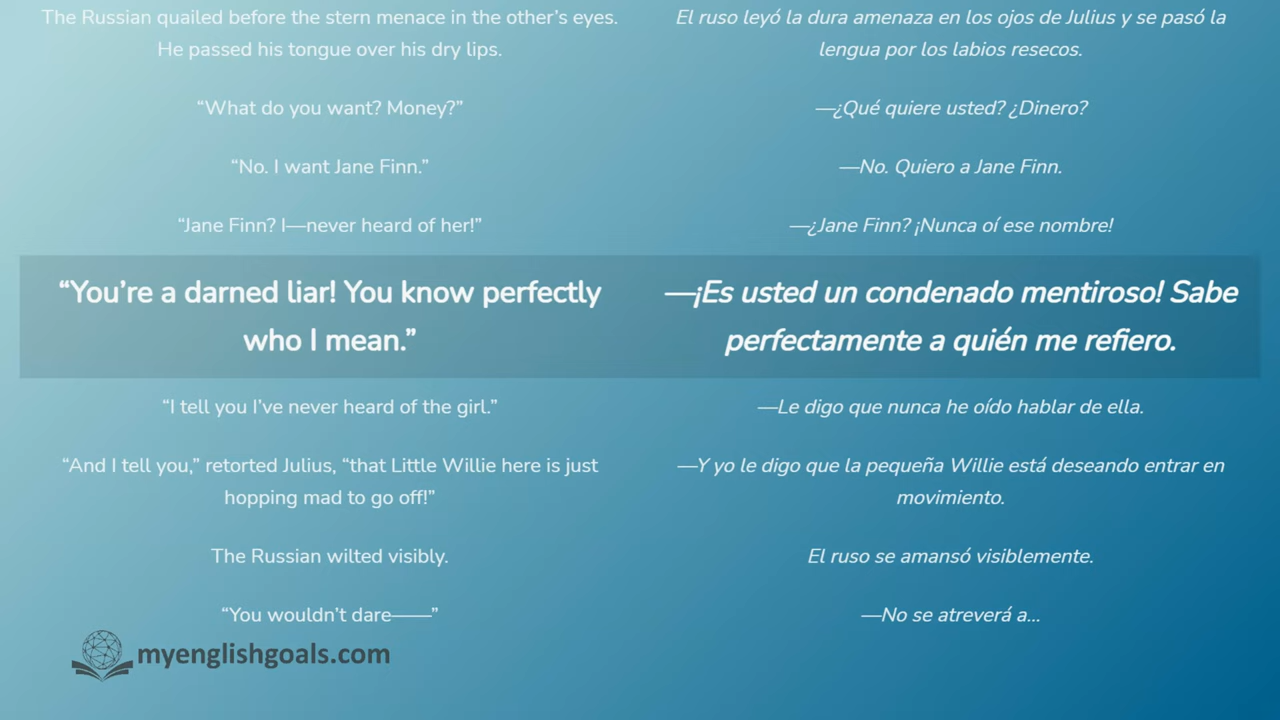 The Russian quailed before the stern menace in the other’s eyes.
He passed his tongue over his dry lips.
“What do you want? Money?”
“No. I want Jane Finn.”
“Jane Finn? I—never heard of her!”
“You’re a darned liar! You know perfectly
who I mean.”
“I tell you I’ve never heard of the girl.”
“And I tell you,” retorted Julius, “that Little Willie here is just
hopping mad to go off!”
The Russian wilted visibly.
“You wouldn’t dare——”
El ruso leyó la dura amenaza en los ojos de Julius y se pasó la
lengua por los labios resecos.
—¿Qué quiere usted? ¿Dinero?
—No. Quiero a Jane Finn.
—¿Jane Finn? ¡Nunca oí ese nombre!
—¡Es usted un condenado mentiroso! Sabe
perfectamente a quién me refiero.
—Le digo que nunca he oído hablar de ella.
—Y yo le digo que la pequeña Willie está deseando entrar en
movimiento.
El ruso se amansó visiblemente.
—No se atreverá a...
myenglishgoals.com